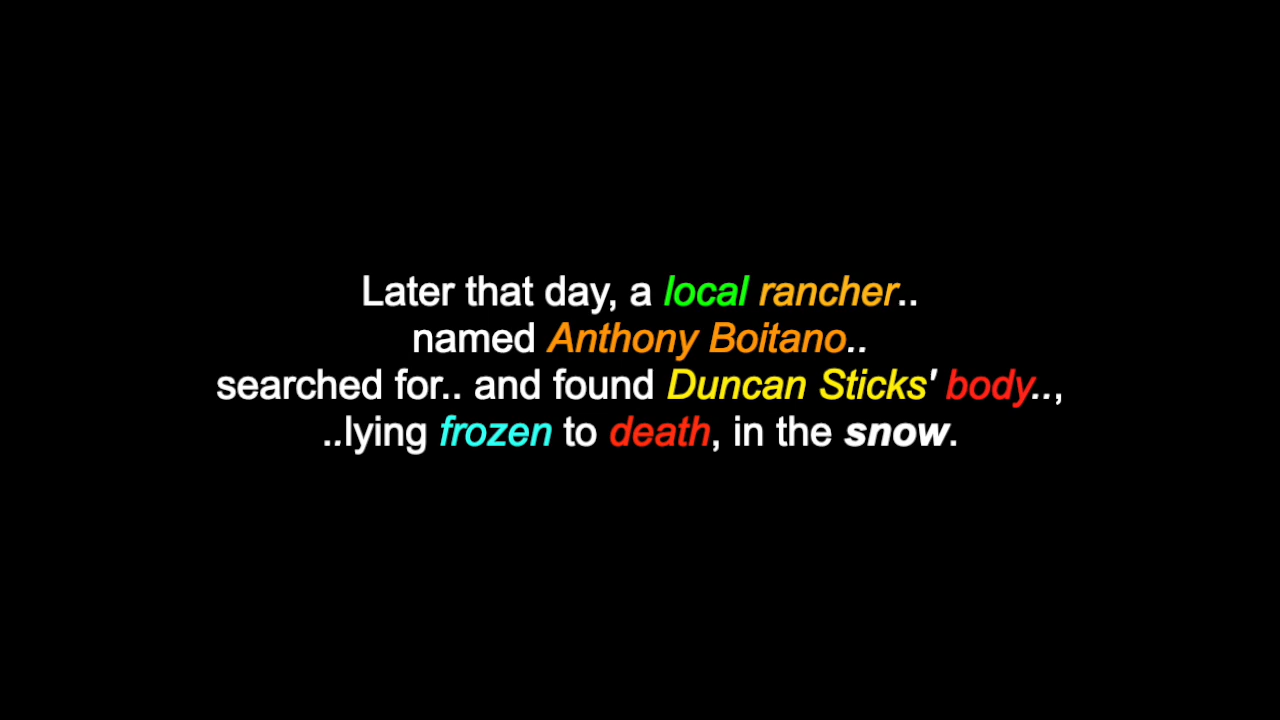 Later that day, a local rancher..
named Anthony Boitano..
searched for.. and found Duncan Sticks' body..,
..lying frozen to death, in the snow.